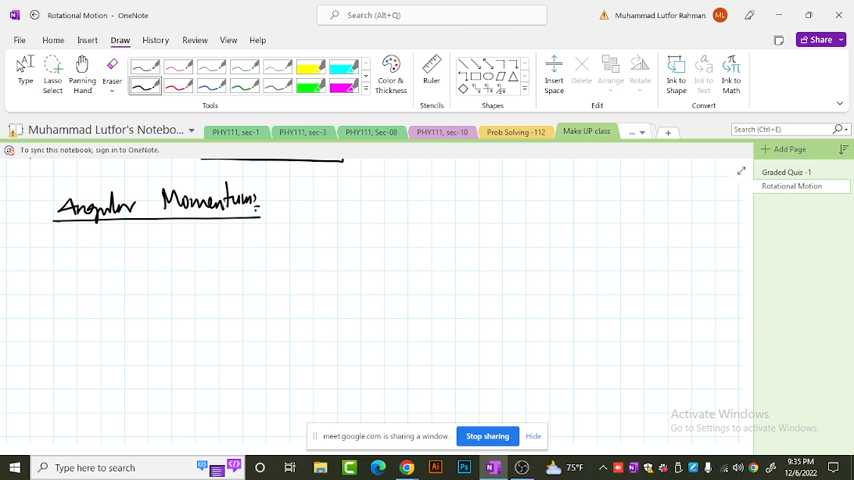 Rotational Motion - OneNote
Search (Alt+Q)
Muhammad Lutfor Rahman
ML
File Home Insert Draw History Review View Help
Share
Type
Lasso Select
Panning Hand
Eraser
Color & Thickness
Ruler
Insert Space
Delete
Arrange
Rotate
Ink to Shape
Ink to Text
Ink to Math
Tools
Stencils
Shapes
Edit
Convert
Muhammad Lutfor's Notebo...
PHY111, sec-1
PHY111, sec-3
PHY111, Sec-08
PHY111, sec-10
Prob Solving -112
Make UP class
Search (Ctrl+E)
To sync this notebook, sign in to OneNote.
Add Page
Graded Quiz -1
Rotational Motion
Angular Momentum:
Activate Windows
Go to Settings to activate Windows.
meet.google.com is sharing a window.
Stop sharing
Hide
Type here to search
75°F
9:35 PM
12/6/2022